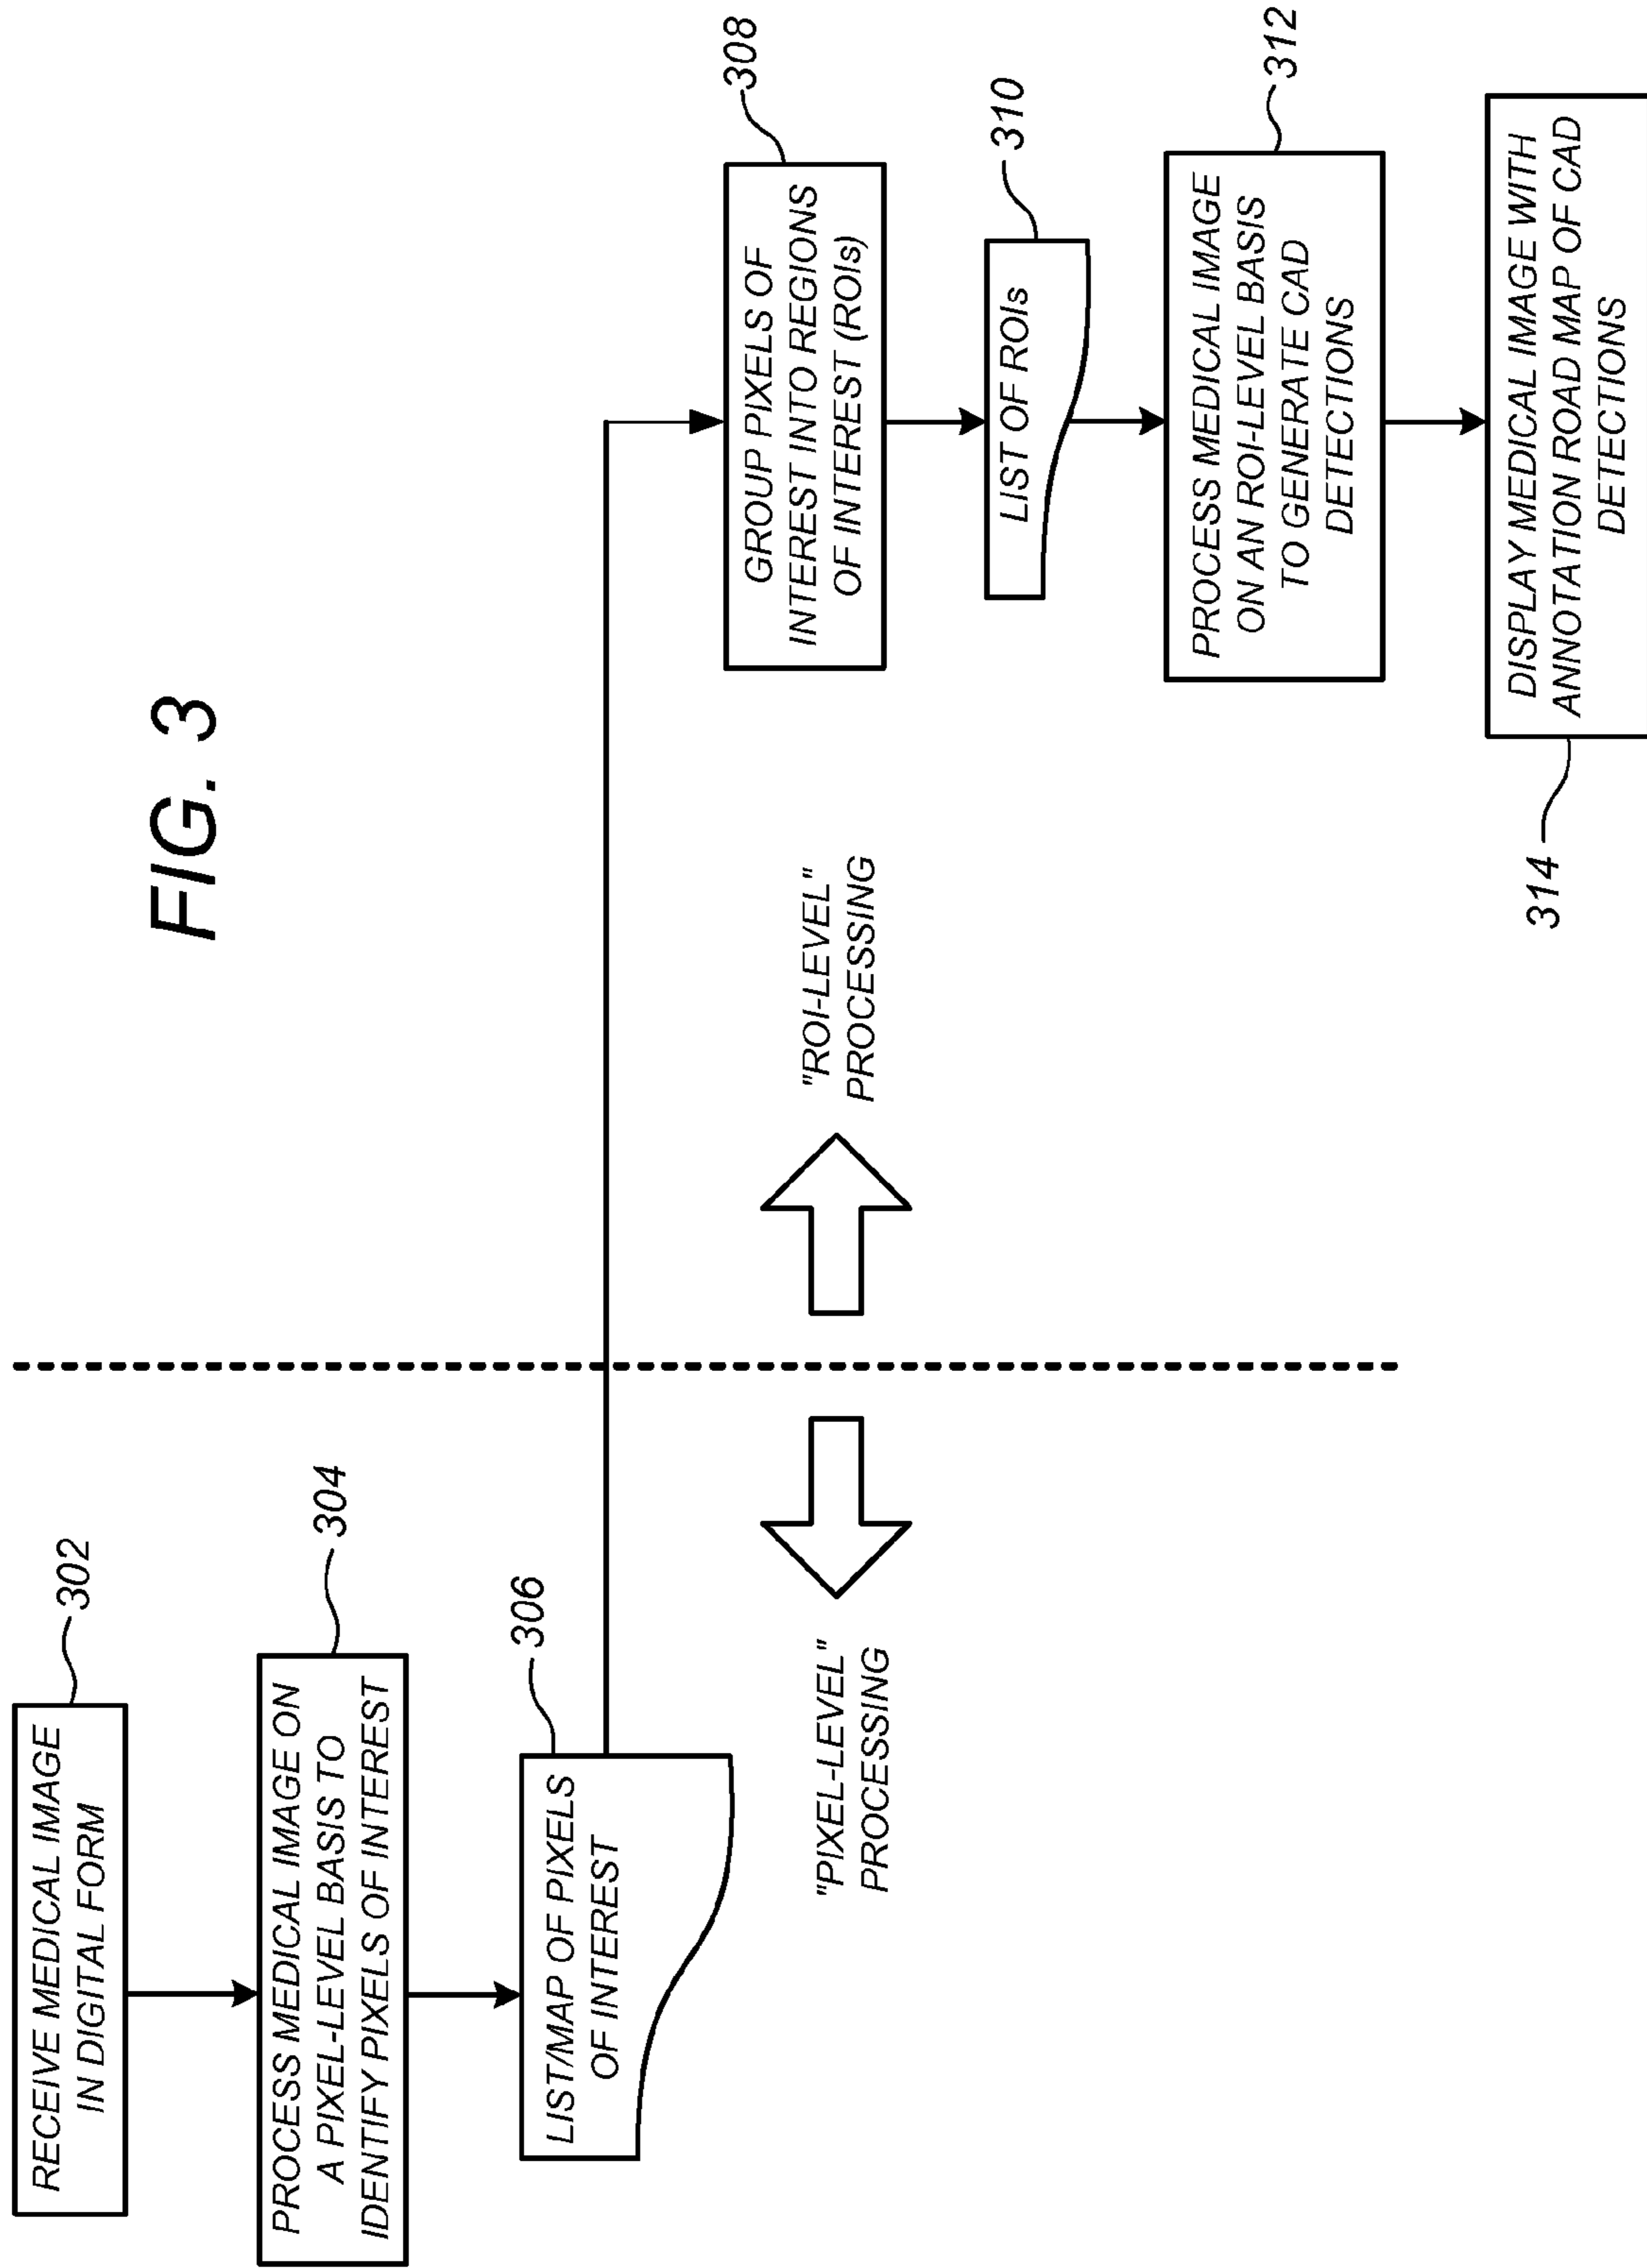 FIG. 3
RECEIVE MEDICAL IMAGE
IN DIGITAL FORM
302
PROCESS MEDICAL IMAGE ON
A PIXEL-LEVEL BASIS TO
IDENTIFY PIXELS OF INTEREST
304
LIST/MAP OF PIXELS
OF INTEREST
306
"PIXEL-LEVEL"
PROCESSING
"ROI-LEVEL"
PROCESSING
GROUP PIXELS OF
INTEREST INTO REGIONS
OF INTEREST (ROIs)
308
LIST OF ROIs
310
PROCESS MEDICAL IMAGE
ON AN ROI-LEVEL BASIS
TO GENERATE CAD
DETECTIONS
312
DISPLAY MEDICAL IMAGE WITH
ANNOTATION ROAD MAP OF CAD
DETECTIONS
314